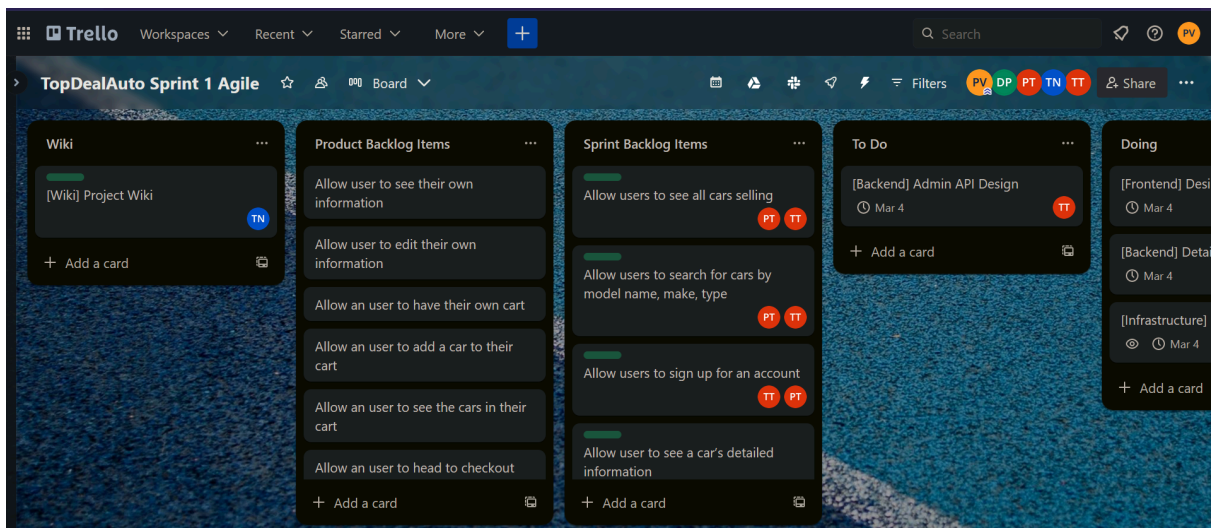 Trello
Workspaces
Recent
Starred
More
Search
PV
TopDealAuto Sprint 1 Agile
Board
Filters
PV
DP
PT
TN
TT
Share
Wiki
[Wiki] Project Wiki
TN
Add a card
Product Backlog Items
Allow user to see their own
information
Allow user to edit their own
information
Allow an user to have their own cart
Allow an user to add a car to their
cart
Allow an user to see the cars in their
cart
Allow an user to head to checkout
Add a card
Sprint Backlog Items
Allow users to see all cars selling
PT TT
Allow users to search for cars by
model name, make, type
PT TT
Allow users to sign up for an account
TT PT
Allow user to see a car's detailed
information
Add a card
To Do
[Backend] Admin API Design
Mar 4
TT
Add a card
Doing
[Frontend] Desi
Mar 4
[Backend] Detai
Mar 4
[Infrastructure]
Mar 4
Add a card